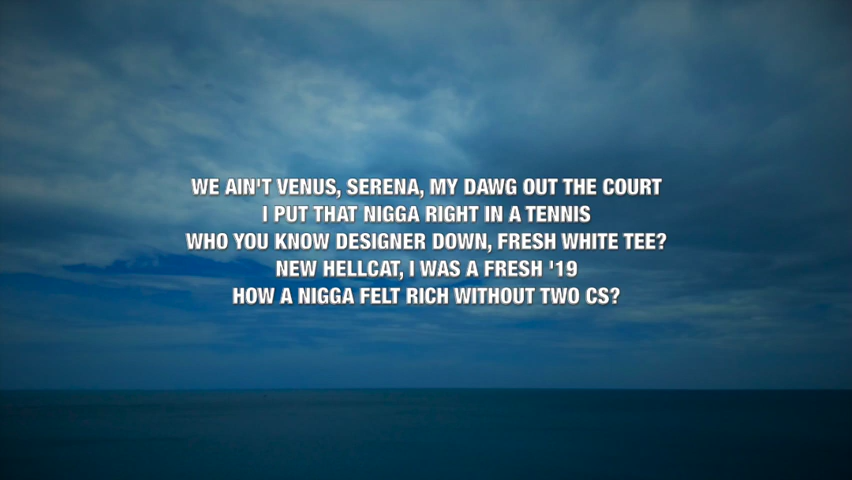 WE AIN'T VENUS, SERENA, MY DAWG OUT THE COURT
I PUT THAT NIGGA RIGHT IN A TENNIS
WHO YOU KNOW DESIGNER DOWN, FRESH WHITE TEE?
NEW HELLCAT, I WAS A FRESH '19
HOW A NIGGA FELT RICH WITHOUT TWO CS?